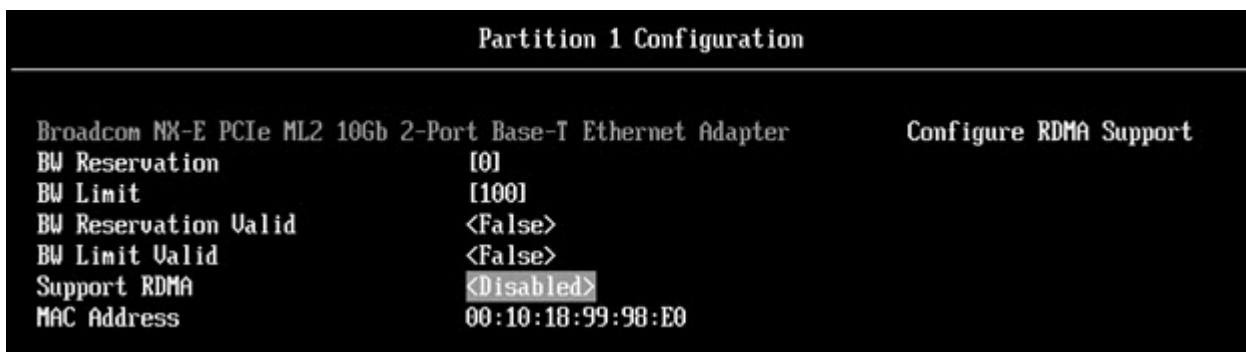 Partition 1 Configuration
Broadcom NX-E PCIe ML2 10Gb 2-Port Base-T Ethernet Adapter
Configure RDMA Support
BW Reservation [0]
BW Limit [100]
BW Reservation Valid <False>
BW Limit Valid <False>
Support RDMA <Disabled>
MAC Address 00:10:18:99:98:E0